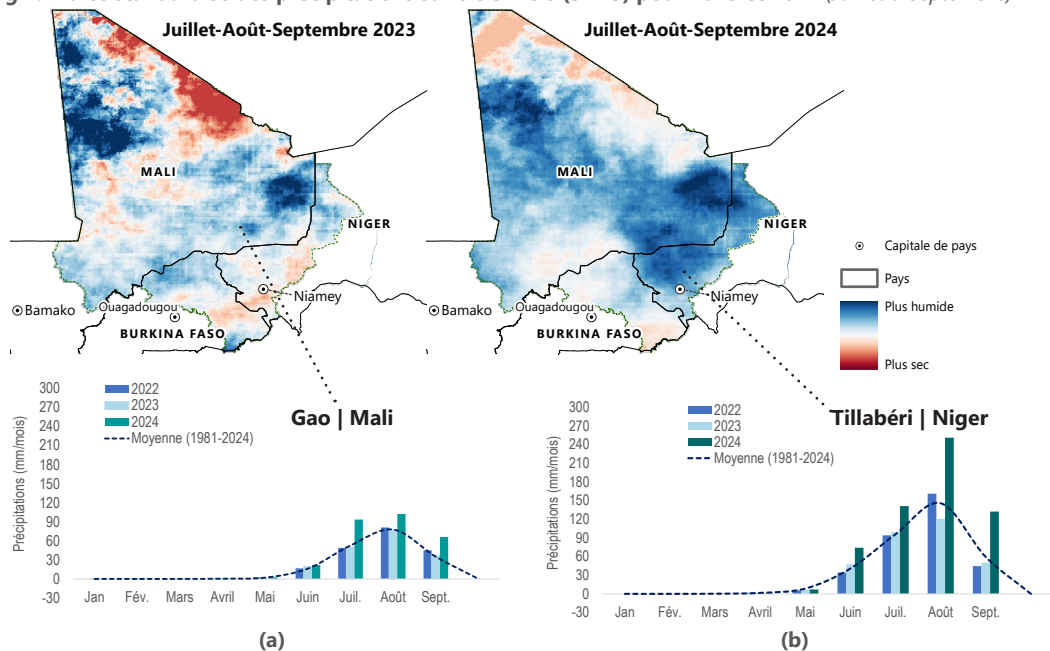 Juillet-Août-Septembre 2023
Juillet-Août-Septembre 2024
MALI
NIGER
Niamey
Bamako
Ouagadougou
BURKINA FASO
MALI
NIGER
Niamey
Bamako
Ouagadougou
BURKINA FASO
Capitale de pays
Pays
Plus humide
Plus sec
Gao | Mali
Précipitations (mm/mois)
300
270
240
210
180
150
120
90
60
30
0
-30
2022
2023
2024
Moyenne (1981-2024)
Jan Fév. Mars Avril Mai Juin Juil. Août Sept.
(a)
Tillabéri | Niger
Précipitations (mm/mois)
300
270
240
210
180
150
120
90
60
30
0
-30
2022
2023
2024
Moyenne (1981-2024)
Jan Fév. Mars Avril Mai Juin Juil. Août Sept.
(b)